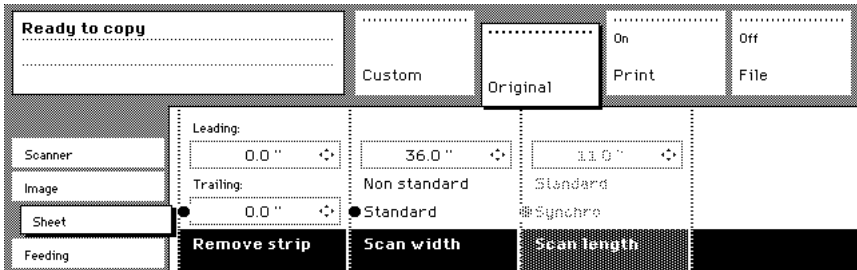 Ready to copy
Custom
Original
On
Print
Off
File
Scanner
Image
Sheet
Feeding
Leading:
0.0 "
Trailing:
0.0 "
Remove strip
36.0 "
Non standard
Standard
Scan width
11.0 "
Standard
Synchro
Scan length